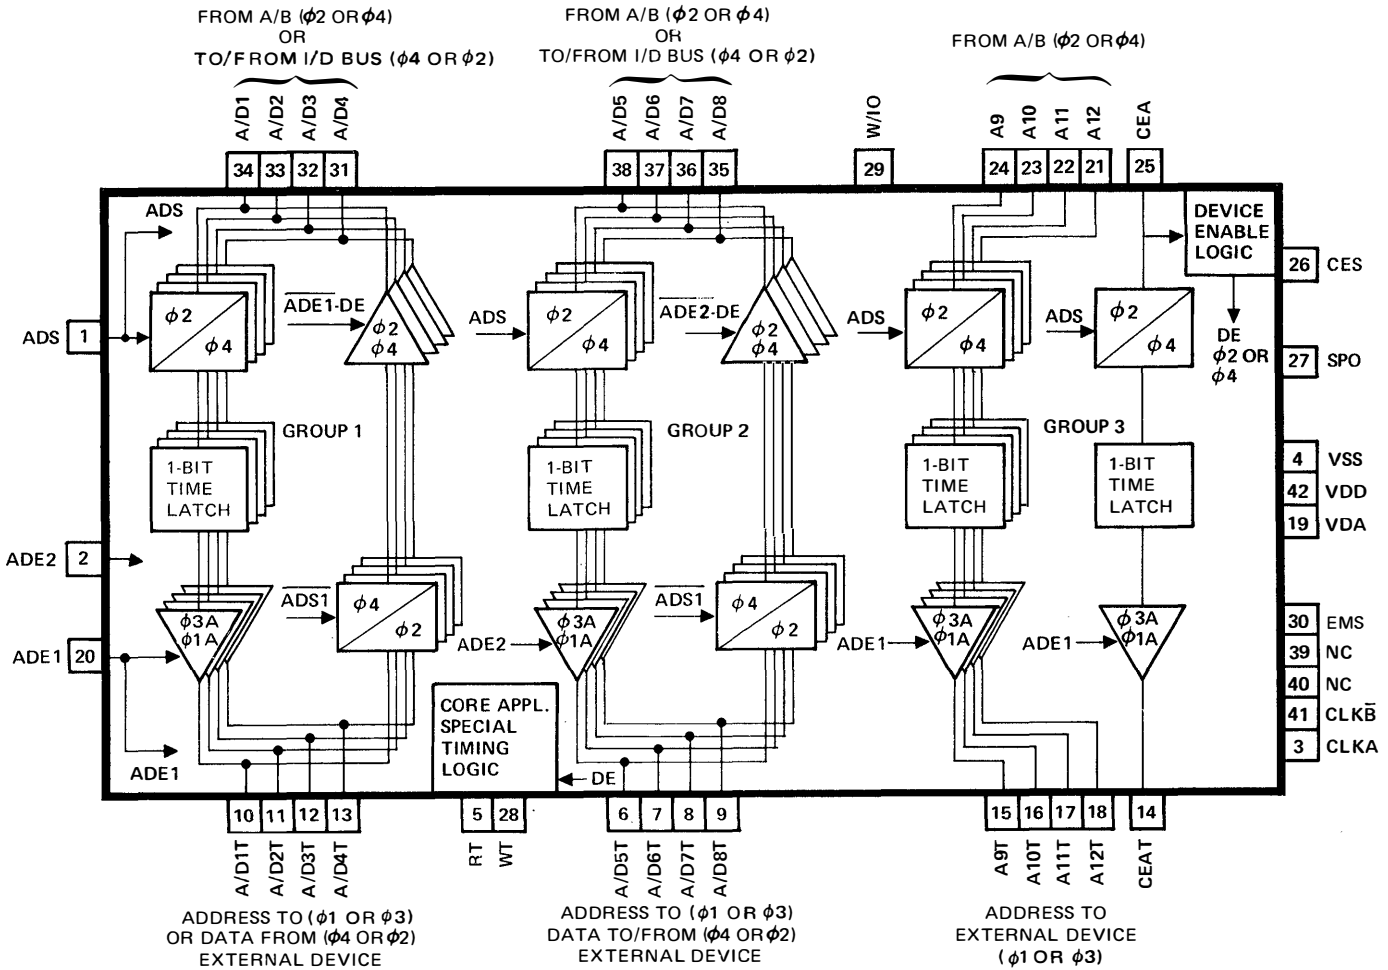 FROM A/B (ϕ2 OR ϕ4)
OR
TO/FROM I/D BUS (ϕ4 OR ϕ2)
FROM A/B (ϕ2 OR ϕ4)
OR
TO/FROM I/D BUS (ϕ4 OR ϕ2)
FROM A/B (ϕ2 OR ϕ4)
A/D1 A/D2 A/D3 A/D4
A/D5 A/D6 A/D7 A/D8
W/IO
A9 A10 A11 A12 CEA
34 33 32 31
38 37 36 35
29
24 23 22 21 25
ADS
DEVICE
ENABLE
LOGIC
26 CES
ADS 1
ϕ2
ϕ4
A̅D̅E̅1̅-DE
ϕ2
ϕ4
ADS
ϕ2
ϕ4
A̅D̅E̅2̅-DE
ϕ2
ϕ4
ADS
ϕ2
ϕ4
ADS
ϕ2
ϕ4
DE
ϕ2 OR
ϕ4
27 SPO
GROUP 1
GROUP 2
GROUP 3
1-BIT
TIME
LATCH
1-BIT
TIME
LATCH
1-BIT
TIME
LATCH
1-BIT
TIME
LATCH
4 VSS
42 VDD
19 VDA
ADE2 2
ADE1 20
ϕ3A
ϕ1A
A̅D̅S̅1̅
ϕ4
ϕ2
ADE2
ϕ3A
ϕ1A
A̅D̅S̅1̅
ϕ4
ϕ2
ADE1
ϕ3A
ϕ1A
ADE1
ϕ3A
ϕ1A
30 EMS
39 NC
40 NC
41 CLKB̅
3 CLKA
ADE1
CORE APPL.
SPECIAL
TIMING
LOGIC
DE
10 11 12 13
5 28
6 7 8 9
15 16 17 18 14
A/D1T A/D2T A/D3T A/D4T
RT WT
A/D5T A/D6T A/D7T A/D8T
A9T A10T A11T A12T CEAT
ADDRESS TO (ϕ1 OR ϕ3)
OR DATA FROM (ϕ4 OR ϕ2)
EXTERNAL DEVICE
ADDRESS TO (ϕ1 OR ϕ3)
DATA TO/FROM (ϕ4 OR ϕ2)
EXTERNAL DEVICE
ADDRESS TO
EXTERNAL DEVICE
(ϕ1 OR ϕ3)